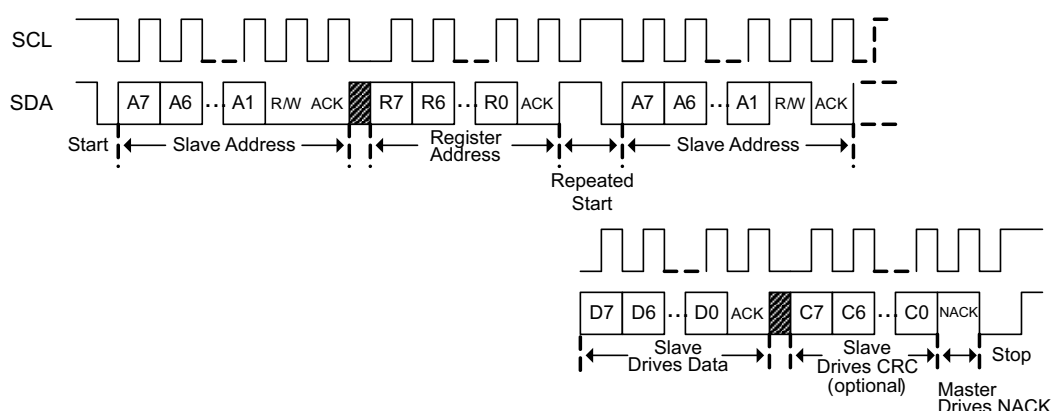 SCL
SDA
A7 A6 ... A1 R/W ACK R7 R6 ... R0 ACK A7 A6 ... A1 R/W ACK
Start
Slave Address
Register
Address
Repeated
Start
Slave Address
D7 D6 ... D0 ACK C7 C6 ... C0 NACK
Slave
Drives Data
Slave
Drives CRC
(optional)
Master
Drives NACK
Stop